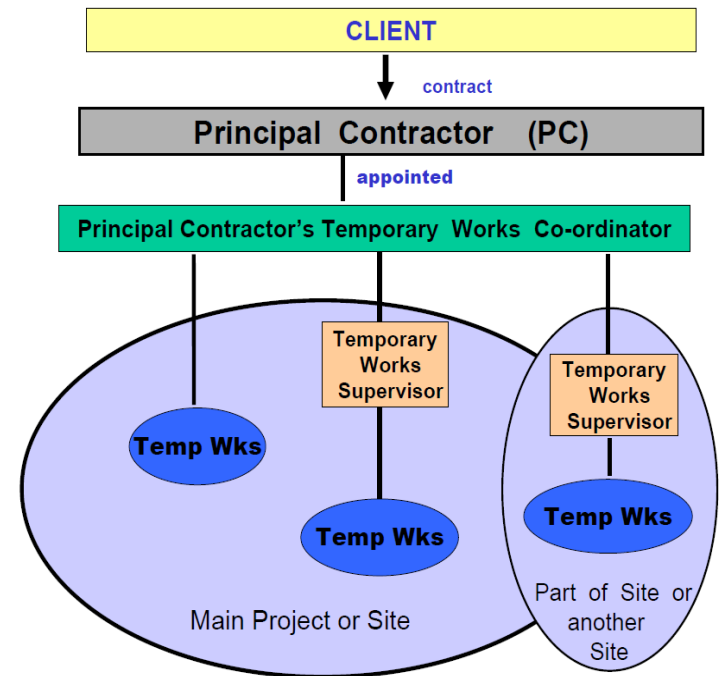 CLIENT
contract
Principal Contractor (PC)
appointed
Principal Contractor's Temporary Works Co-ordinator
Temporary
Works
Supervisor
Temporary
Works
Supervisor
Temp Wks
Temp Wks
Temp Wks
Main Project or Site
Part of Site or
another
Site